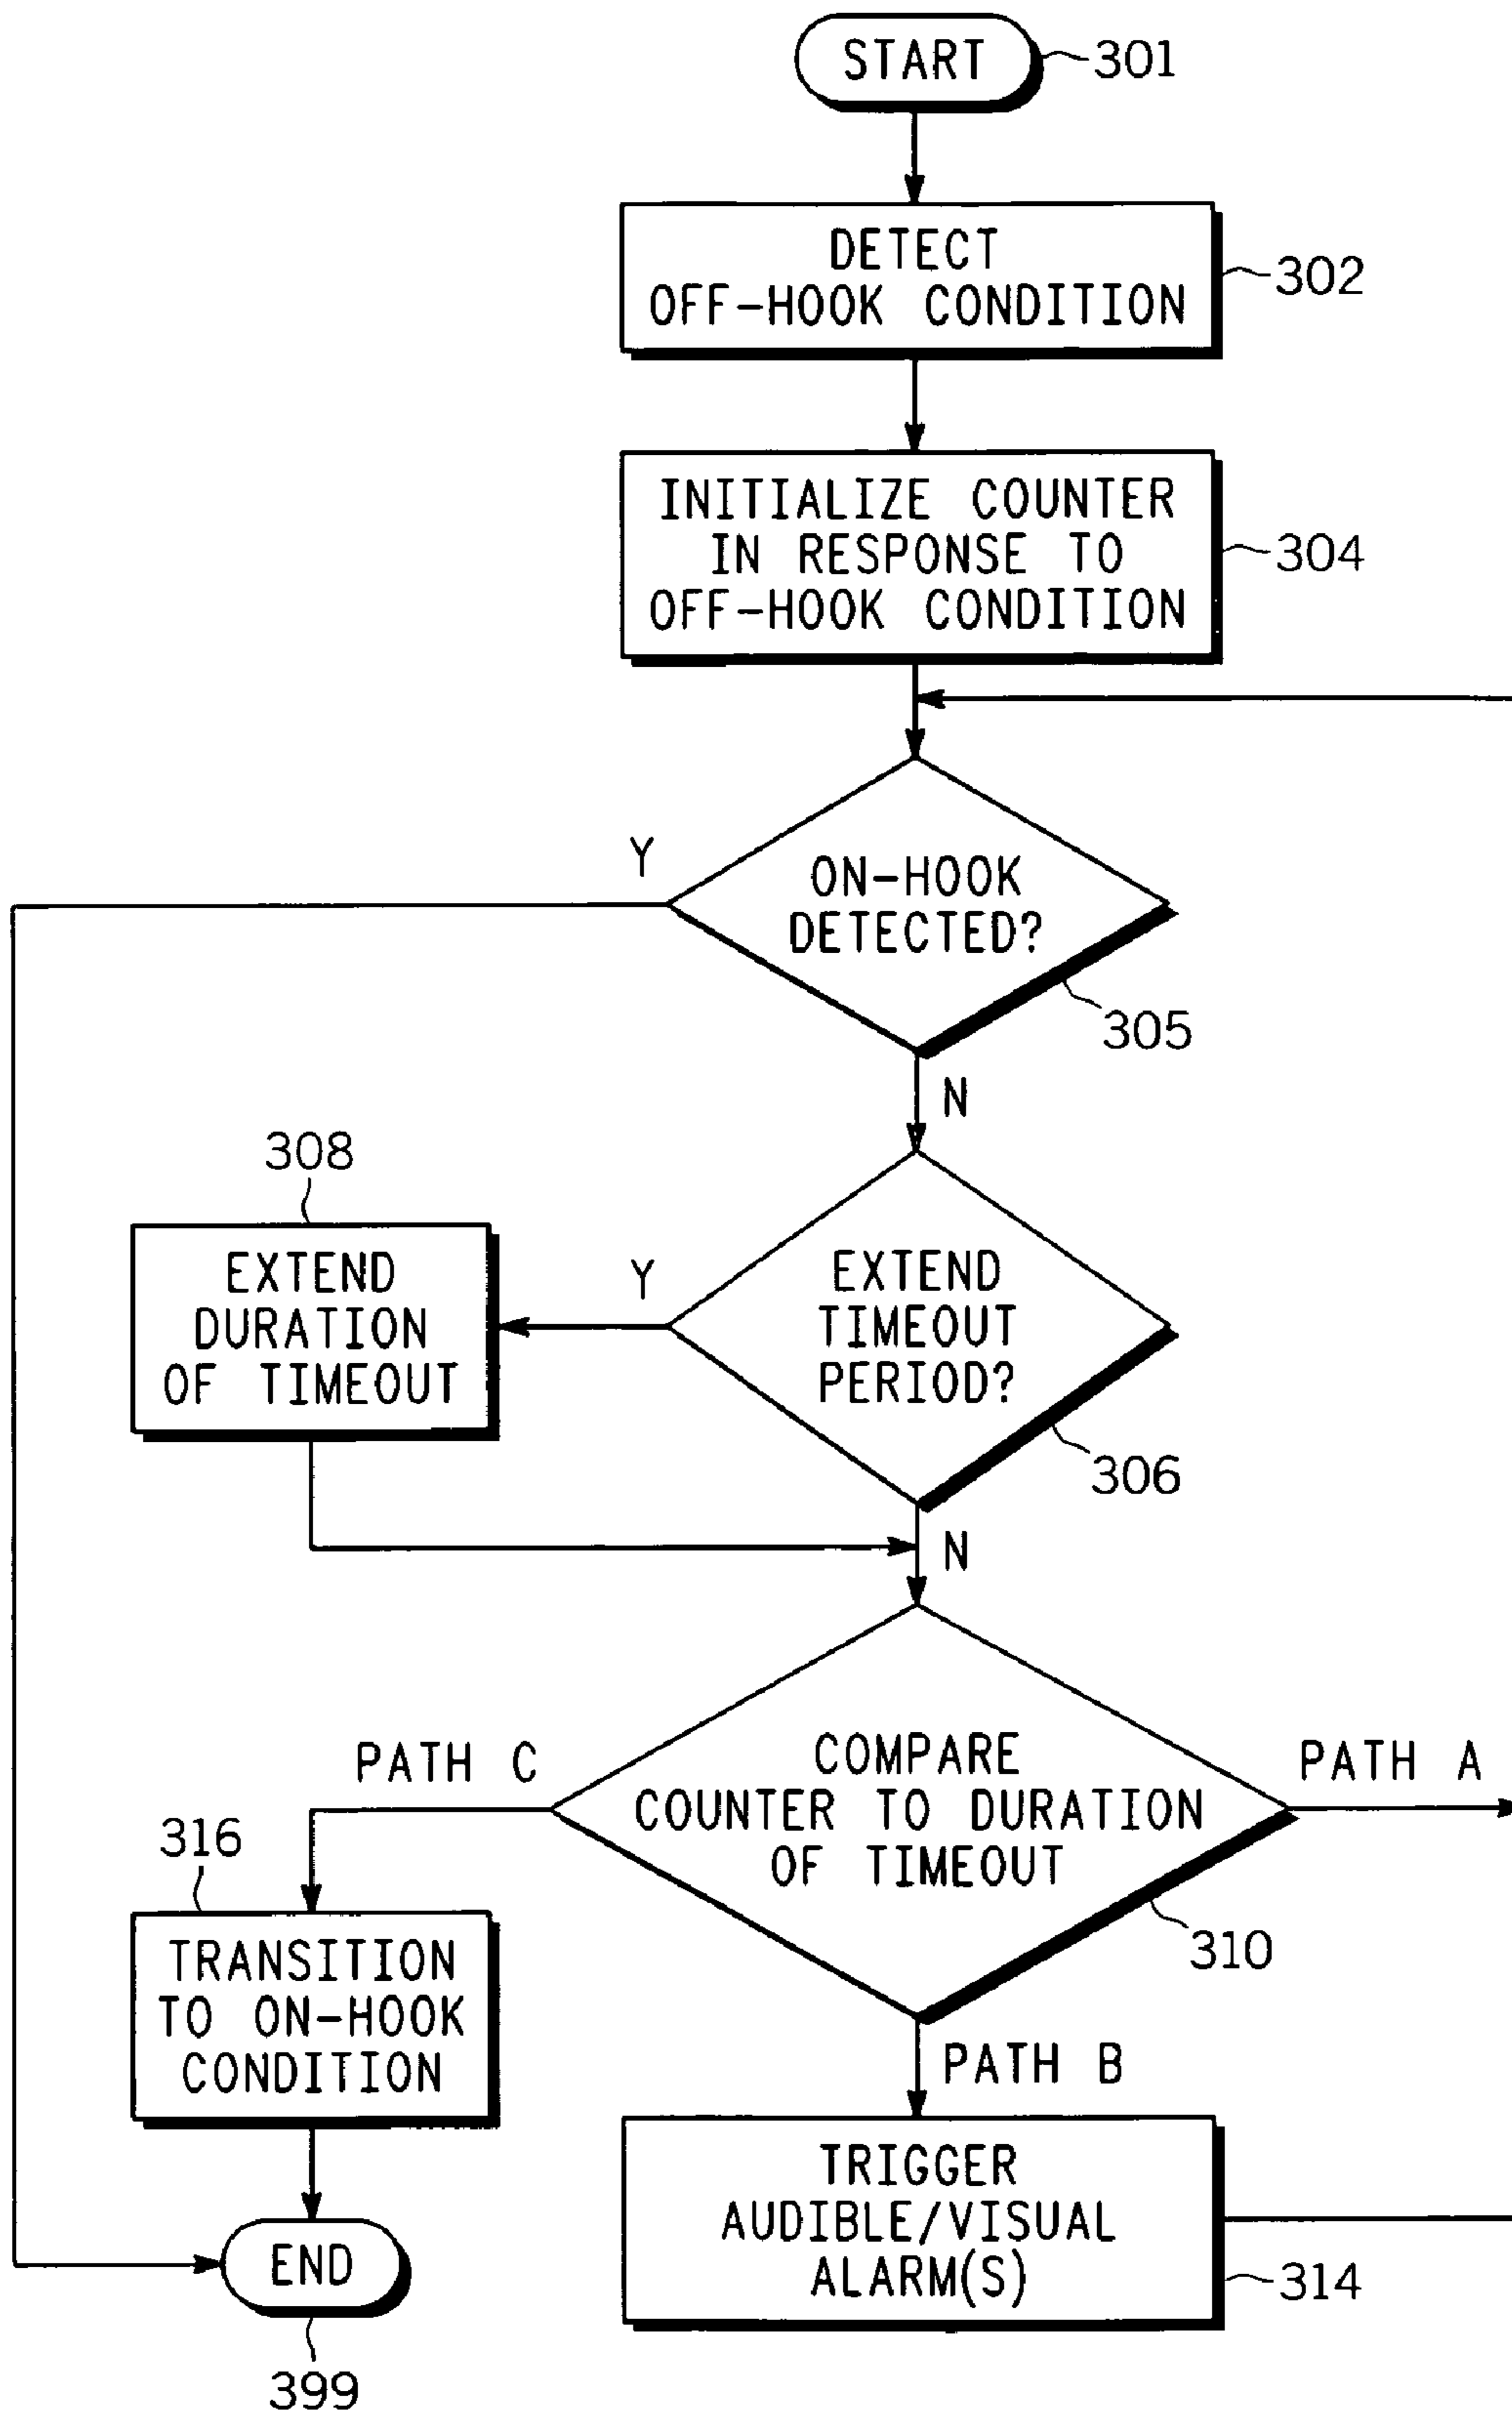 START
301
DETECT
OFF-HOOK CONDITION
302
INITIALIZE COUNTER
IN RESPONSE TO
OFF-HOOK CONDITION
304
Y
ON-HOOK
DETECTED?
305
N
308
EXTEND
DURATION
OF TIMEOUT
Y
EXTEND
TIMEOUT
PERIOD?
306
N
PATH C
COMPARE
COUNTER TO DURATION
OF TIMEOUT
PATH A
310
316
TRANSITION
TO ON-HOOK
CONDITION
PATH B
TRIGGER
AUDIBLE/VISUAL
ALARM(S)
314
END
399